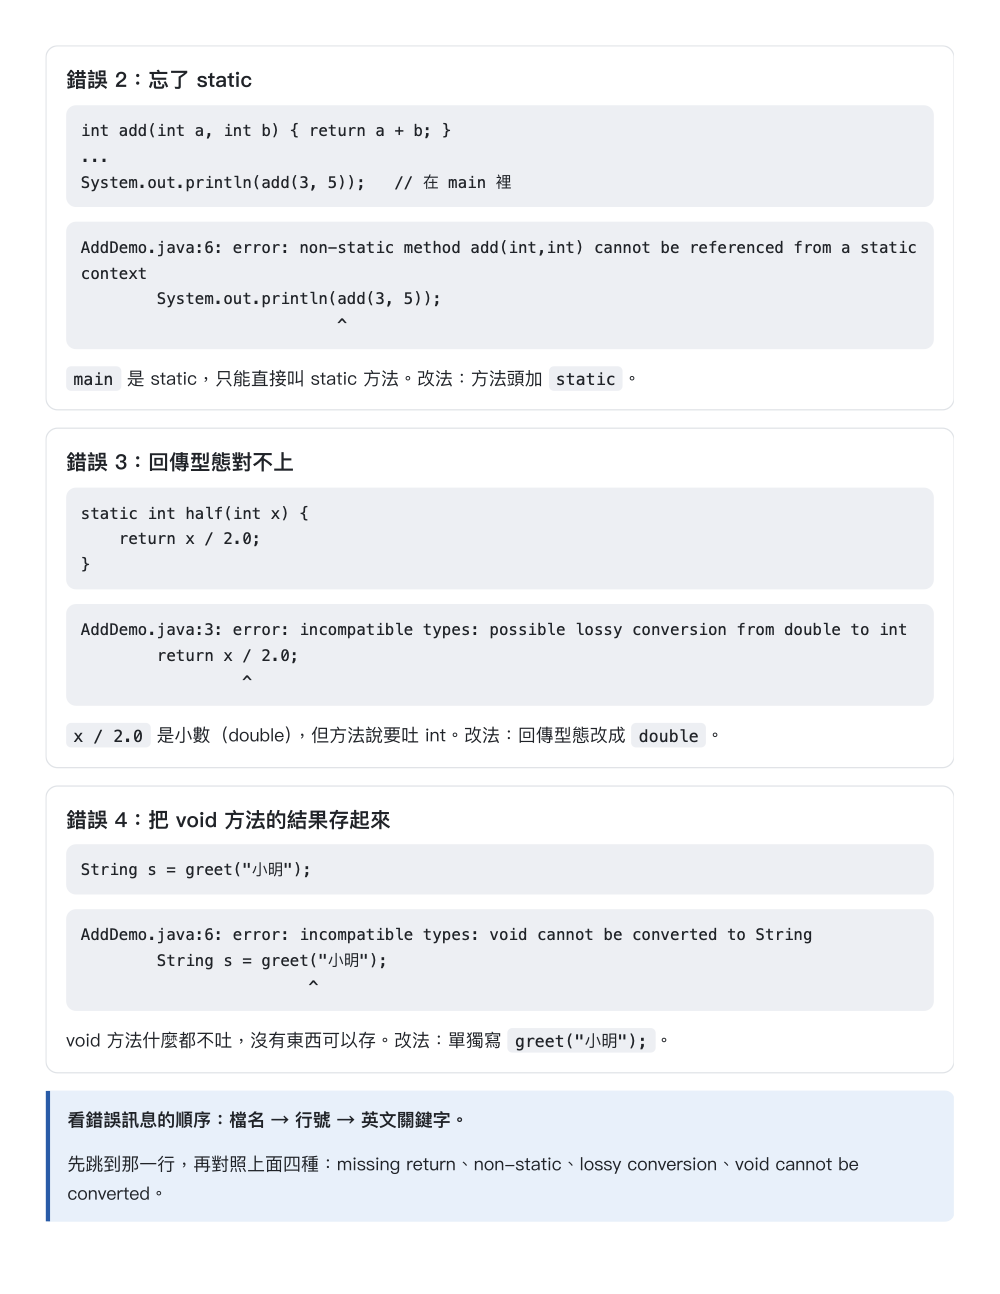 錯誤 2：忘了 static
int add(int a, int b) { return a + b; }
...
System.out.println(add(3, 5));   // 在 main 裡
AddDemo.java:6: error: non-static method add(int,int) cannot be referenced from a static
context
        System.out.println(add(3, 5));
                           ^
main 是 static，只能直接叫 static 方法。改法：方法頭加 static 。
錯誤 3：回傳型態對不上
static int half(int x) {
    return x / 2.0;
}
AddDemo.java:3: error: incompatible types: possible lossy conversion from double to int
        return x / 2.0;
                 ^
x / 2.0 是小數（double），但方法說要吐 int。改法：回傳型態改成 double 。
錯誤 4：把 void 方法的結果存起來
String s = greet("小明");
AddDemo.java:6: error: incompatible types: void cannot be converted to String
        String s = greet("小明");
                        ^
void 方法什麼都不吐，沒有東西可以存。改法：單獨寫 greet("小明"); 。
看錯誤訊息的順序：檔名 → 行號 → 英文關鍵字。
先跳到那一行，再對照上面四種：missing return、non-static、lossy conversion、void cannot be
converted。